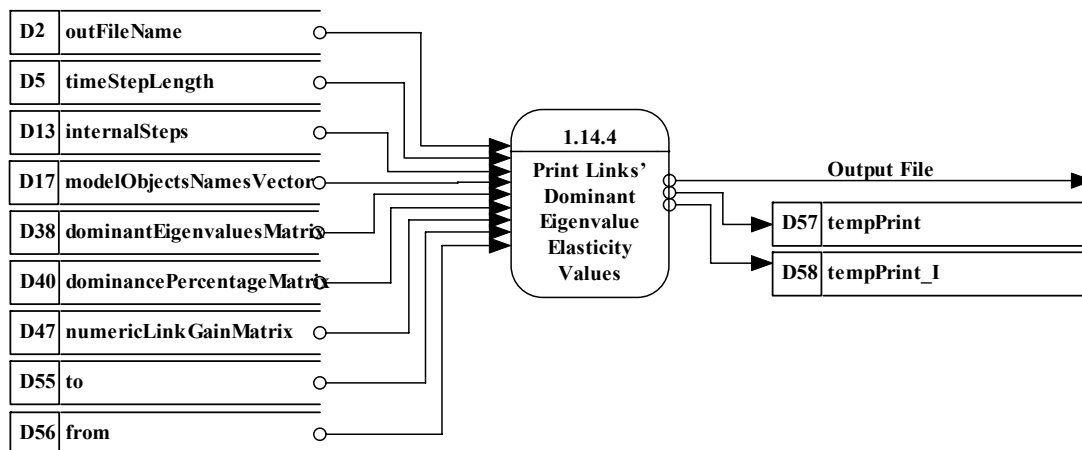 D2 outFileName
D5 timeStepLength
D13 internalSteps
D17 modelObjectsNamesVector
D38 dominantEigenvaluesMatrix
D40 dominancePercentageMatrix
D47 numericLinkGainMatrix
D55 to
D56 from
1.14.4
Print Links’
Dominant
Eigenvalue
Elasticity
Values
Output File
D57 tempPrint
D58 tempPrint_I